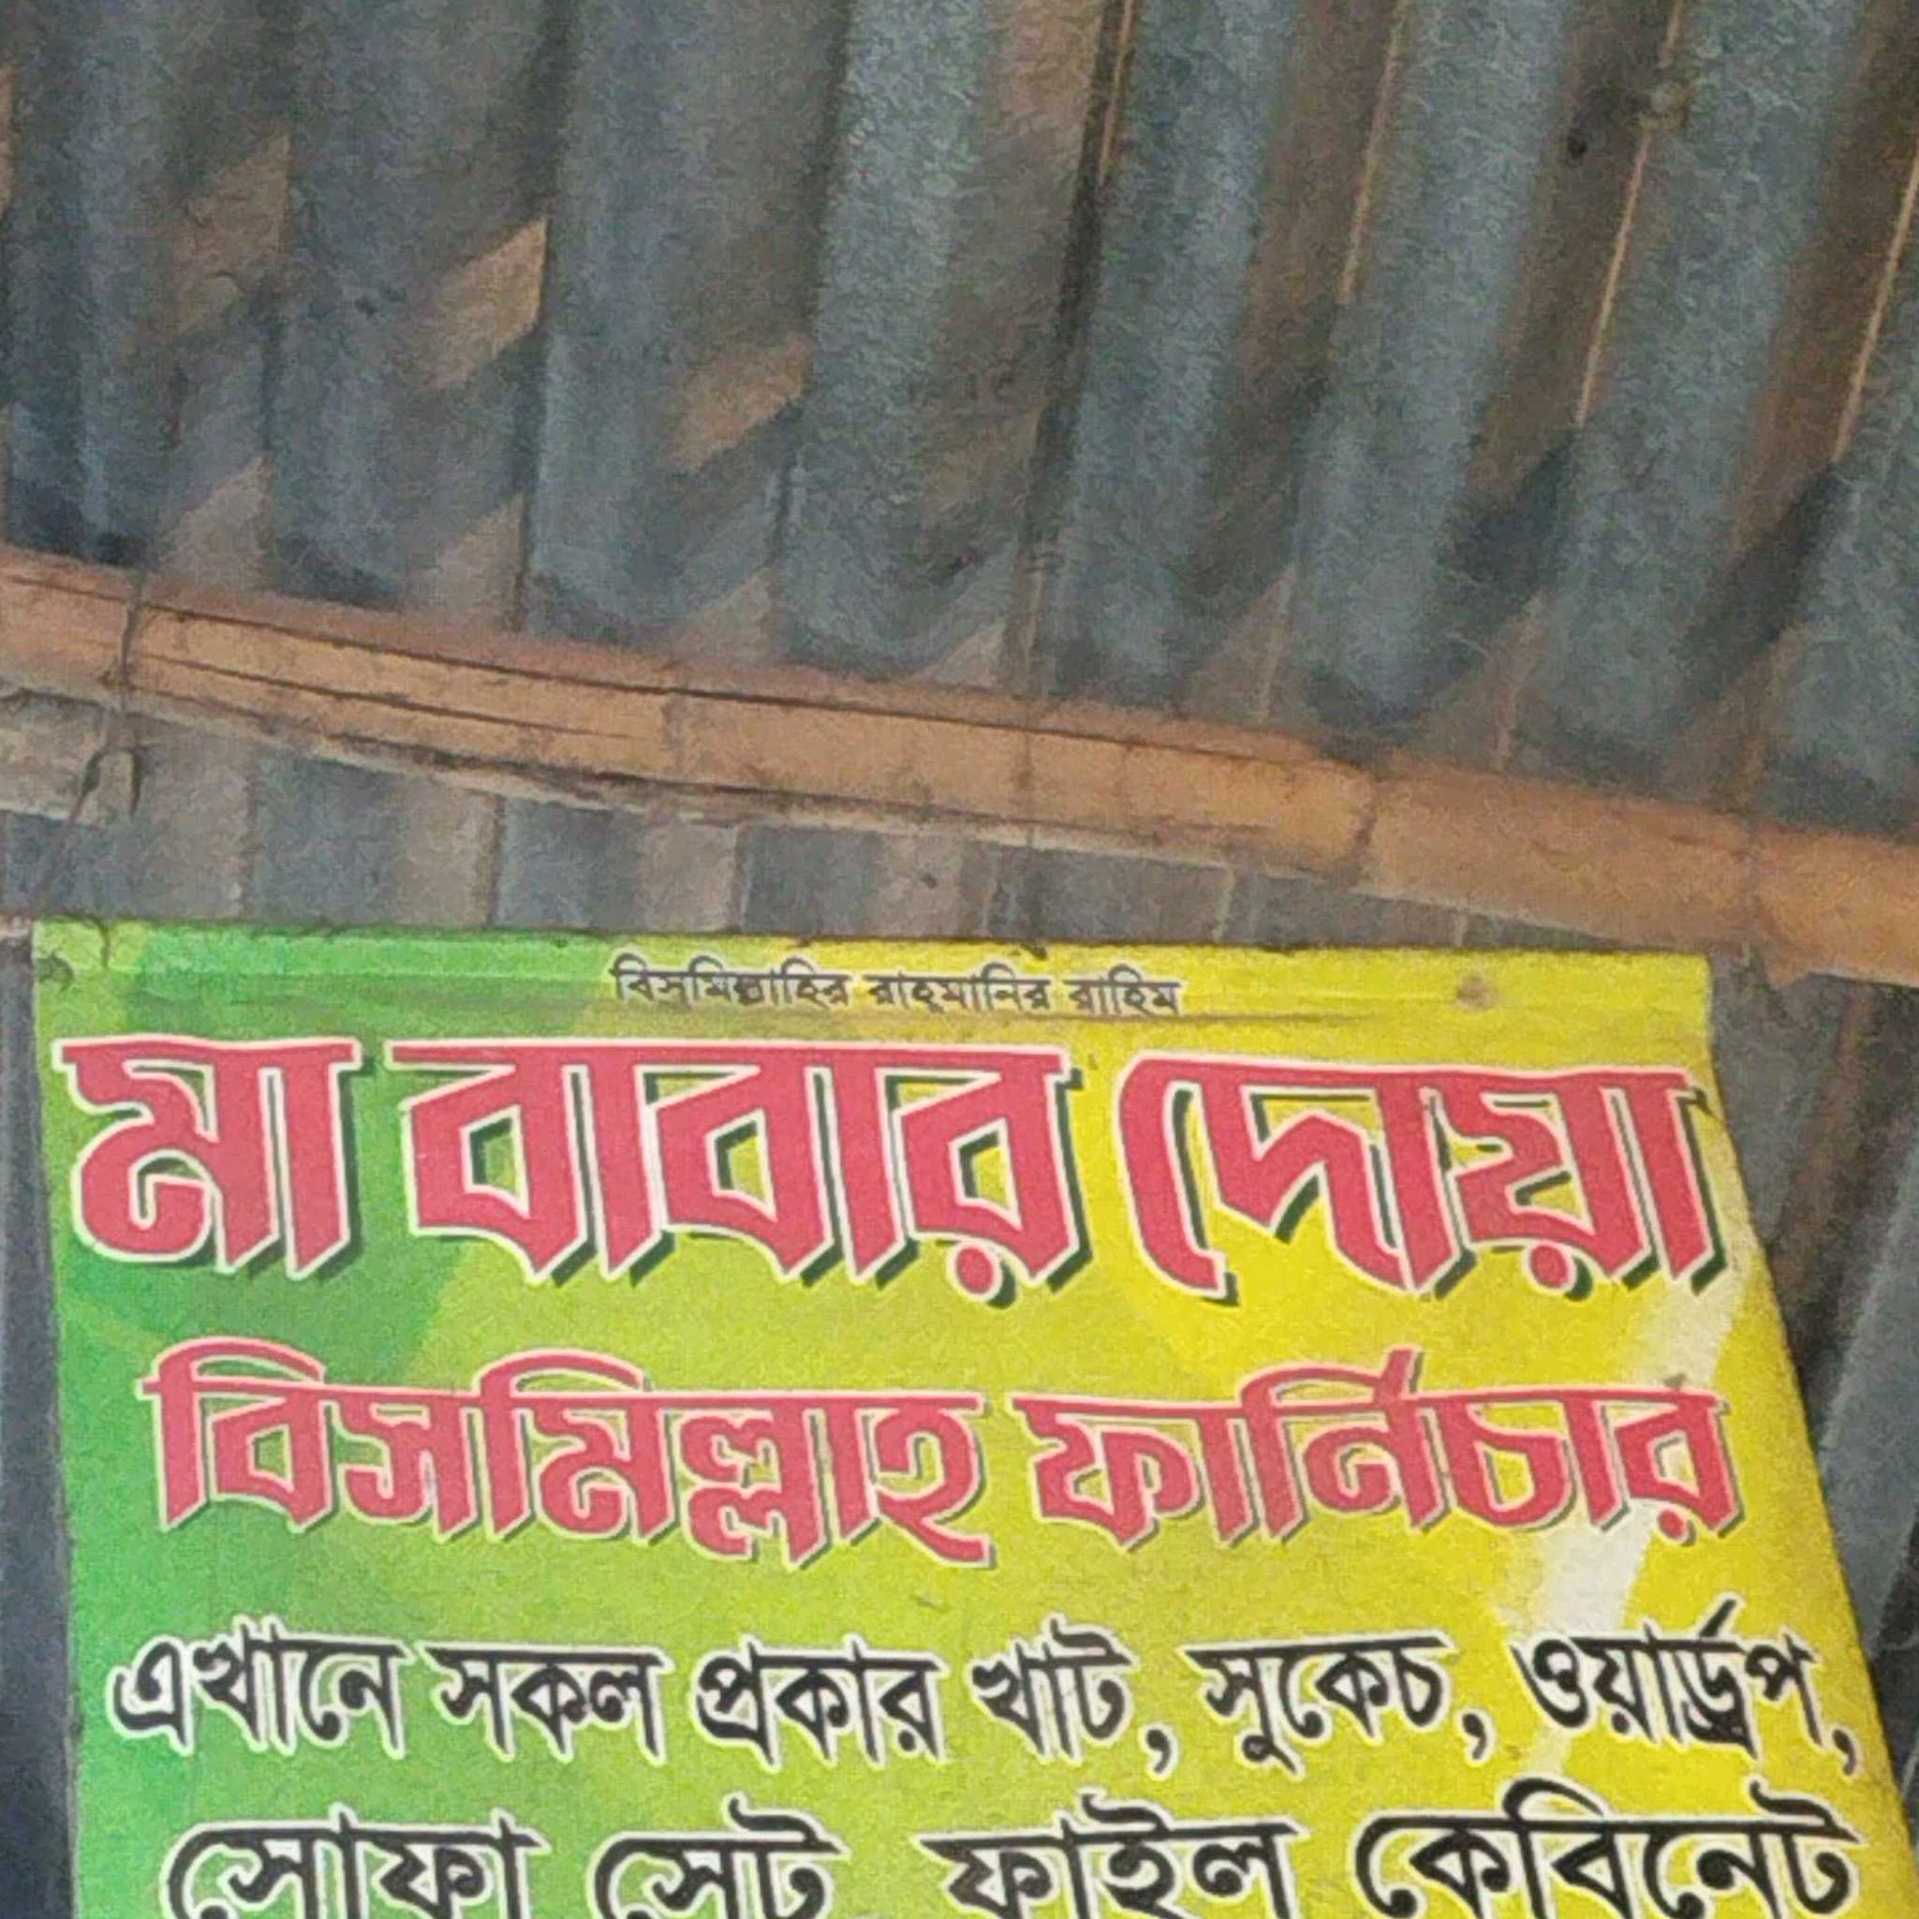 বিসমিল্লাহির রাহমানির রাহিম
মা বাবার দোয়া
বিসমিল্লাহ ফার্নিচার
এখানে সকল প্রকার খাট, সুকেচ, ওয়ার্ড্রপ,
সোফা সেট ফাইল কেবিনেট